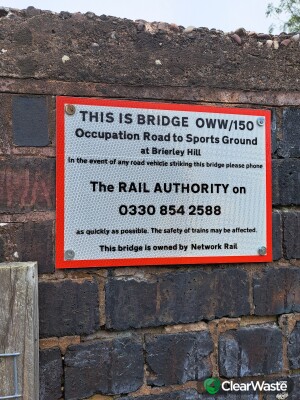 THIS IS BRIDGE OWW/150
Occupation Road to Sports Ground
at Brierley Hill
In the event of any road vehicle striking this bridge please phone
The RAIL AUTHORITY on
0330 854 2588
as quickly as possible. The safety of trains may be affected.
This bridge is owned by Network Rail
ClearWaste